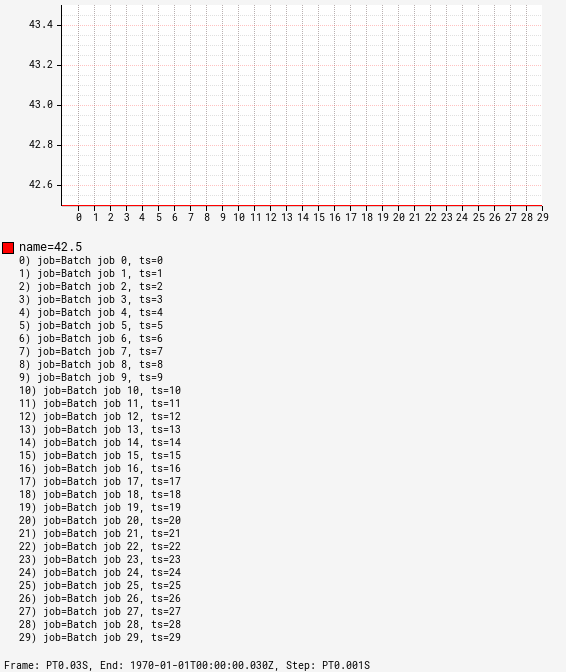 43.4
43.2
43.0
42.8
42.6
0 1 2 3 4 5 6 7 8 9 10 11 12 13 14 15 16 17 18 19 20 21 22 23 24 25 26 27 28 29
name=42.5
0) job=Batch job 0, ts=0
1) job=Batch job 1, ts=1
2) job=Batch job 2, ts=2
3) job=Batch job 3, ts=3
4) job=Batch job 4, ts=4
5) job=Batch job 5, ts=5
6) job=Batch job 6, ts=6
7) job=Batch job 7, ts=7
8) job=Batch job 8, ts=8
9) job=Batch job 9, ts=9
10) job=Batch job 10, ts=10
11) job=Batch job 11, ts=11
12) job=Batch job 12, ts=12
13) job=Batch job 13, ts=13
14) job=Batch job 14, ts=14
15) job=Batch job 15, ts=15
16) job=Batch job 16, ts=16
17) job=Batch job 17, ts=17
18) job=Batch job 18, ts=18
19) job=Batch job 19, ts=19
20) job=Batch job 20, ts=20
21) job=Batch job 21, ts=21
22) job=Batch job 22, ts=22
23) job=Batch job 23, ts=23
24) job=Batch job 24, ts=24
25) job=Batch job 25, ts=25
26) job=Batch job 26, ts=26
27) job=Batch job 27, ts=27
28) job=Batch job 28, ts=28
29) job=Batch job 29, ts=29
Frame: PT0.03S, End: 1970-01-01T00:00:00.030Z, Step: PT0.001S